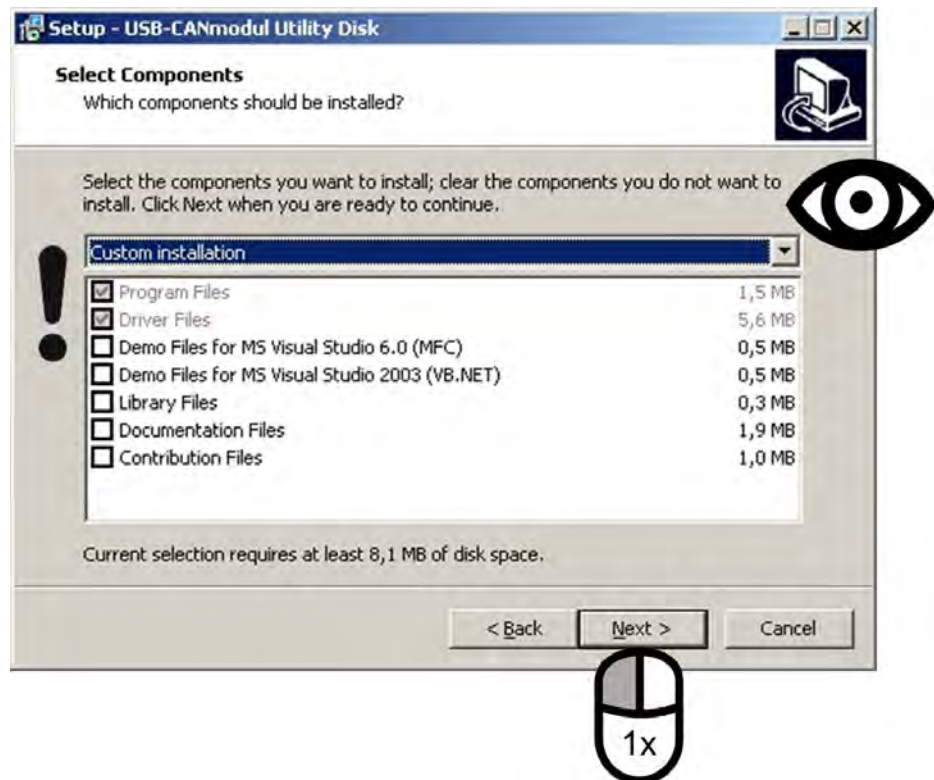 Setup - USB-CANmodul Utility Disk
Select Components
Which components should be installed?
Select the components you want to install; clear the components you do not want to
install. Click Next when you are ready to continue.
Custom installation
Program Files 1,5 MB
Driver Files 5,6 MB
Demo Files for MS Visual Studio 6.0 (MFC) 0,5 MB
Demo Files for MS Visual Studio 2003 (VB.NET) 0,5 MB
Library Files 0,3 MB
Documentation Files 1,9 MB
Contribution Files 1,0 MB
Current selection requires at least 8,1 MB of disk space.
< Back Next > Cancel
1x